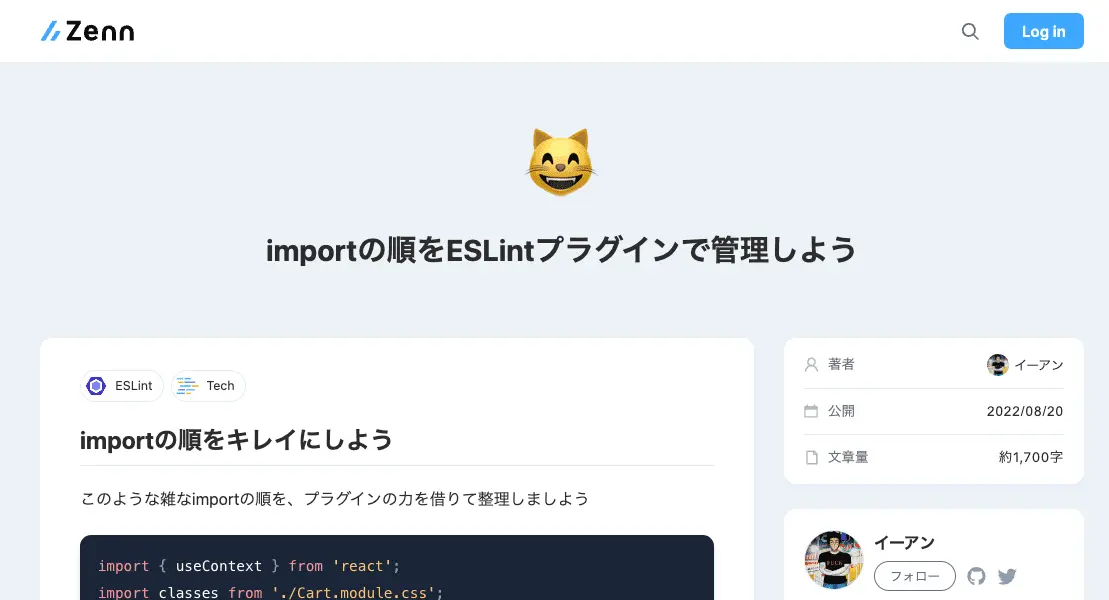 Zenn
Log in
importの順をESLintプラグインで管理しよう
ESLint
Tech
importの順をキレイにしよう
このような雑なimportの順を、プラグインの力を借りて整理しましよう
import { useContext } from 'react';
import classes from './Cart.module.css';
著者
イーアン
公開
2022/08/20
文章量
約1,700字
イーアン
フォロー